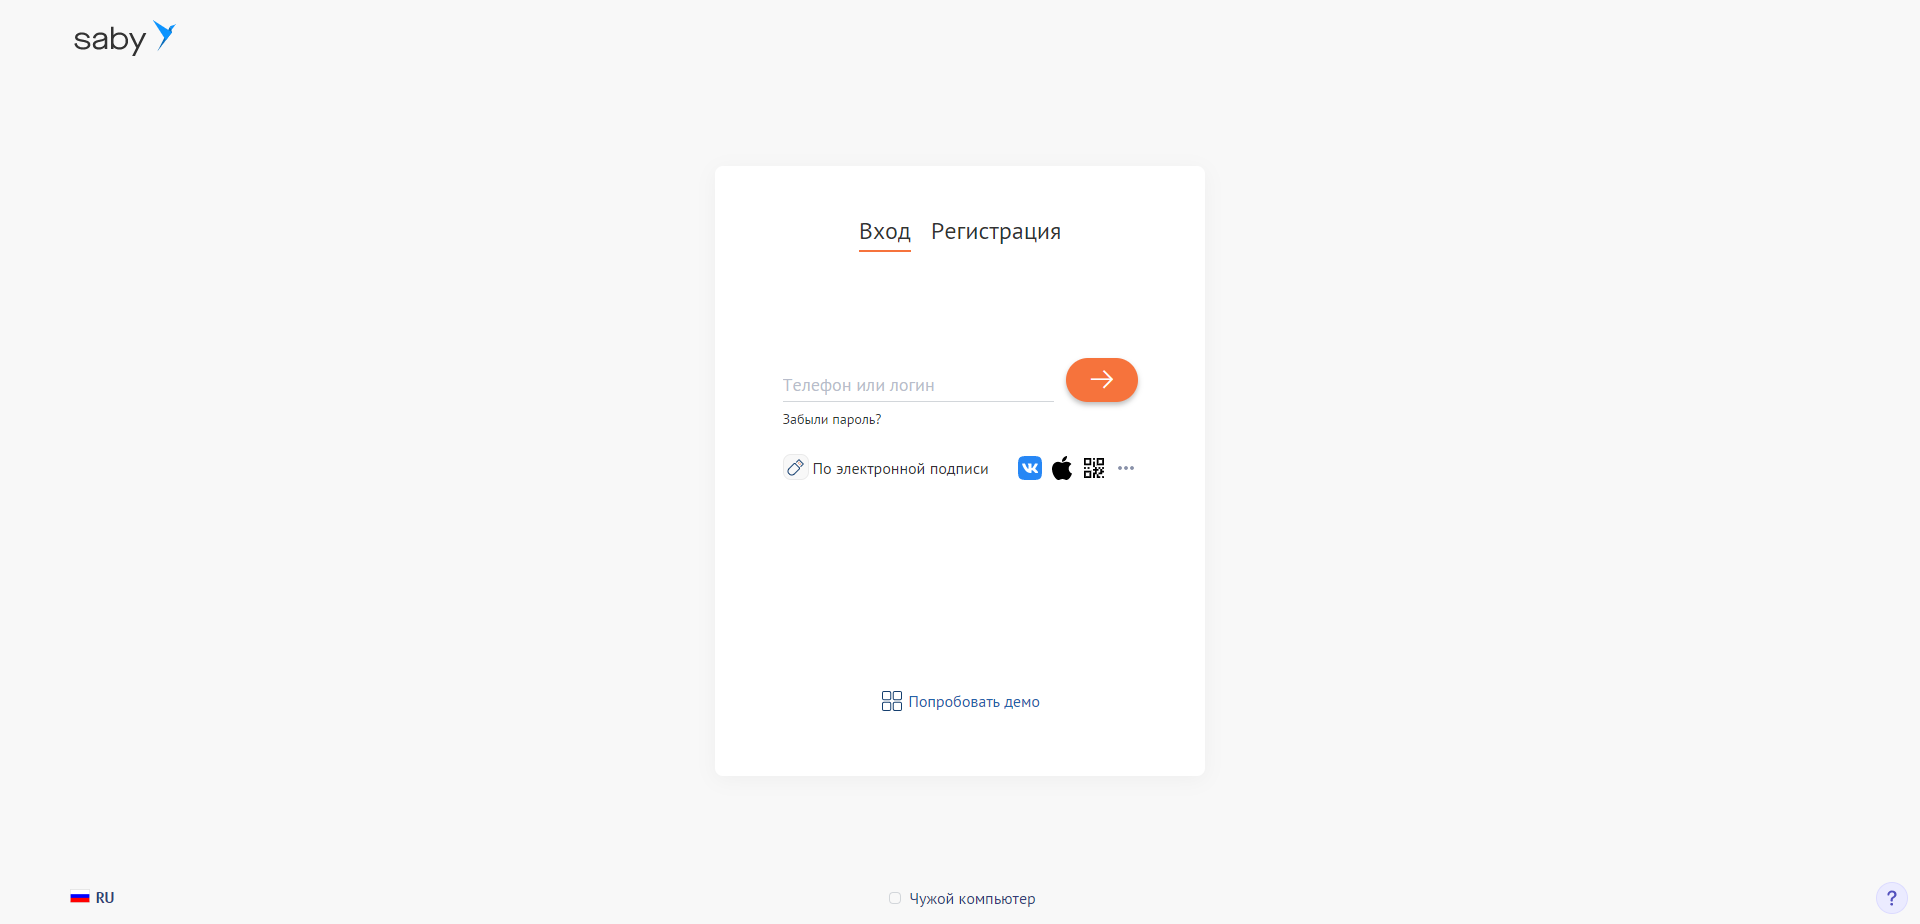 saby
Вход Регистрация
Телефон или логин
Забыли пароль?
По электронной подписи
Попробовать демо
RU
Чужой компьютер
?